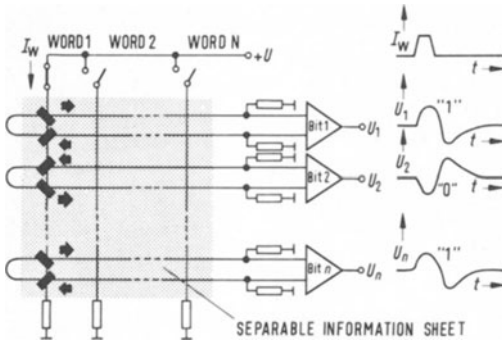 I_W
WORD 1 WORD 2 WORD N
+U
I_W
t
Bit 1
U_1
U_1
"1"
t
Bit 2
U_2
U_2
"0"
t
Bit n
U_n
U_n
"1"
t
SEPARABLE INFORMATION SHEET